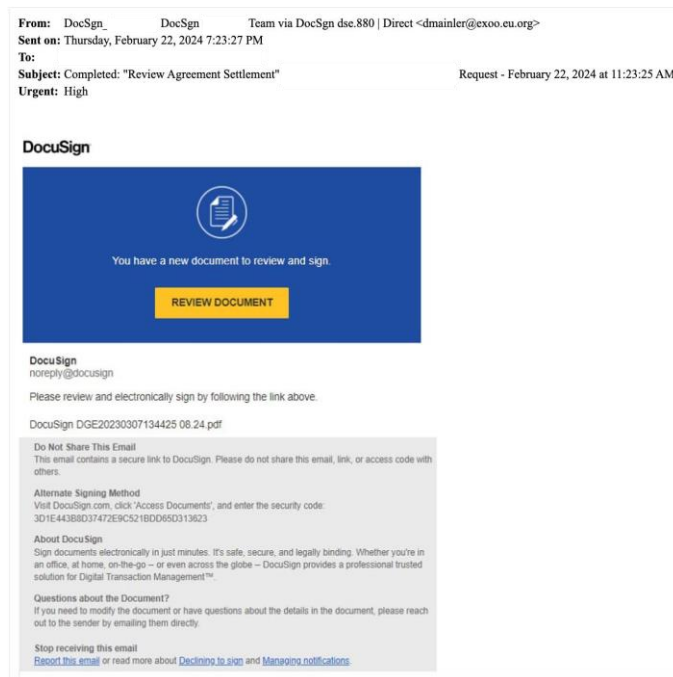 From: DocSgn_ DocSgn Team via DocSgn dse.880 | Direct <dmainler@exoo.eu.org>
Sent on: Thursday, February 22, 2024 7:23:27 PM
To:
Subject: Completed: "Review Agreement Settlement" Request - February 22, 2024 at 11:23:25 AM
Urgent: High
DocuSign
You have a new document to review and sign.
REVIEW DOCUMENT
DocuSign
noreply@docusign
Please review and electronically sign by following the link above.
DocuSign DGE20230307134425 08.24.pdf
Do Not Share This Email
This email contains a secure link to DocuSign. Please do not share this email, link, or access code with
others.
Alternate Signing Method
Visit DocuSign.com, click 'Access Documents', and enter the security code:
3D1E443B8D37472E9C521BDD65D313623
About DocuSign
Sign documents electronically in just minutes. It's safe, secure, and legally binding. Whether you're in
an office, at home, on-the-go – or even across the globe – DocuSign provides a professional trusted
solution for Digital Transaction Management™.
Questions about the Document?
If you need to modify the document or have questions about the details in the document, please reach
out to the sender by emailing them directly.
Stop receiving this email
Report this email or read more about Declining to sign and Managing notifications.